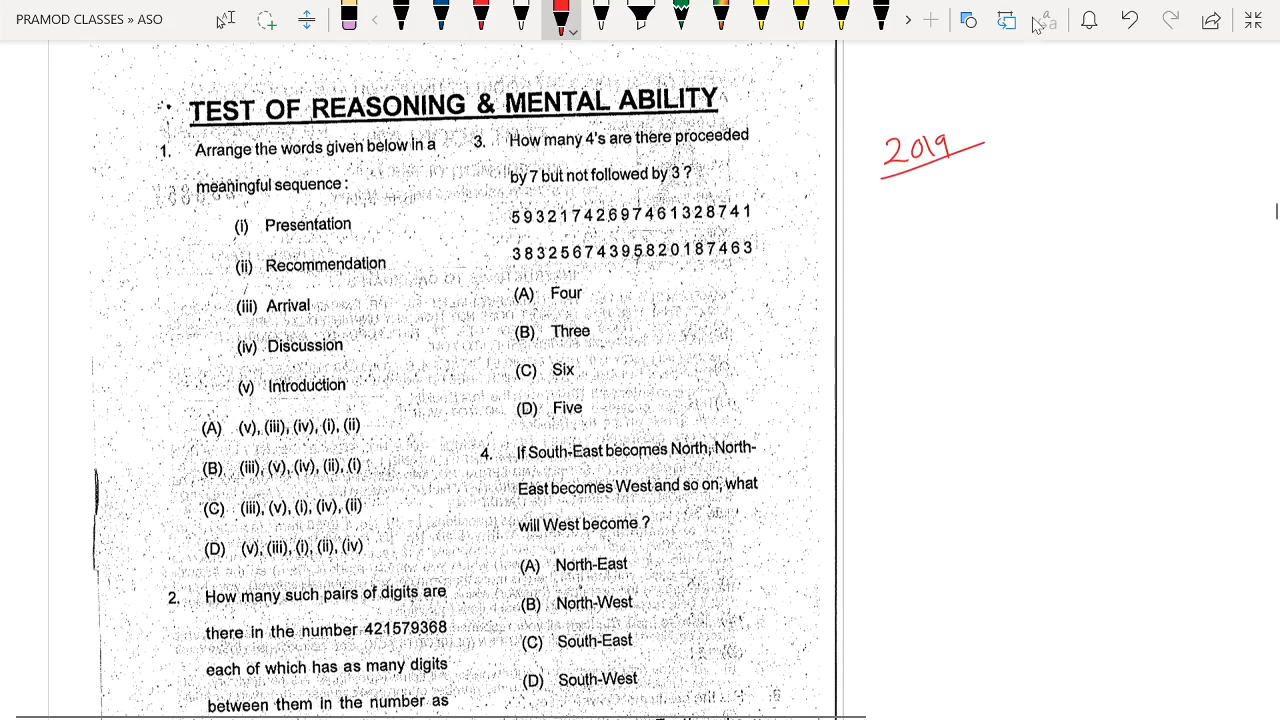 PRAMOD CLASSES » ASO
2019
TEST OF REASONING & MENTAL ABILITY
1. Arrange the words given below in a
meaningful sequence :
(i) Presentation
(ii) Recommendation
(iii) Arrival
(iv) Discussion
(v) Introduction
(A) (v), (iii), (iv), (i), (ii)
(B) (iii), (v), (iv), (ii), (i)
(C) (iii), (v), (i), (iv), (ii)
(D) (v), (iii), (i), (ii), (iv)
2. How many such pairs of digits are
there in the number 421579368
each of which has as many digits
between them in the number as
3. How many 4's are there proceeded
by 7 but not followed by 3 ?
5 9 3 2 1 7 4 2 6 9 7 4 6 1 3 2 8 7 4 1
3 8 3 2 5 6 7 4 3 9 5 8 2 0 1 8 7 4 6 3
(A) Four
(B) Three
(C) Six
(D) Five
4. If South-East becomes North, North-
East becomes West and so on, what
will West become ?
(A) North-East
(B) North-West
(C) South-East
(D) South-West